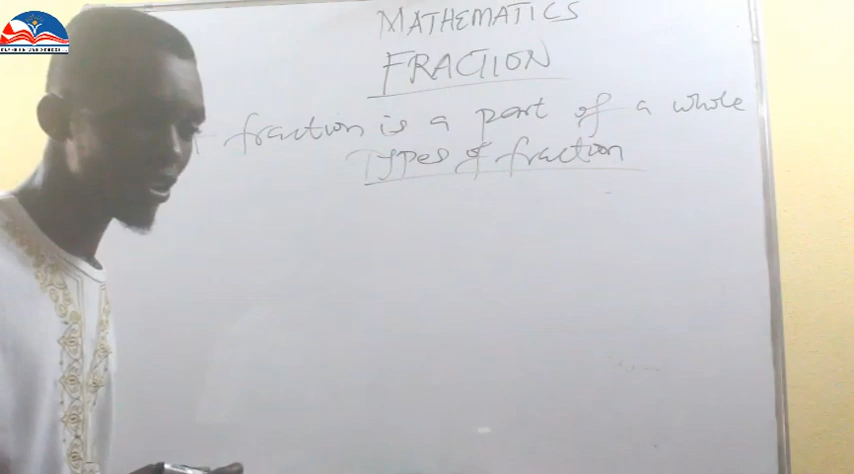 MATHEMATICS
FRACTION
fraction is a part of a whole
Types of fraction